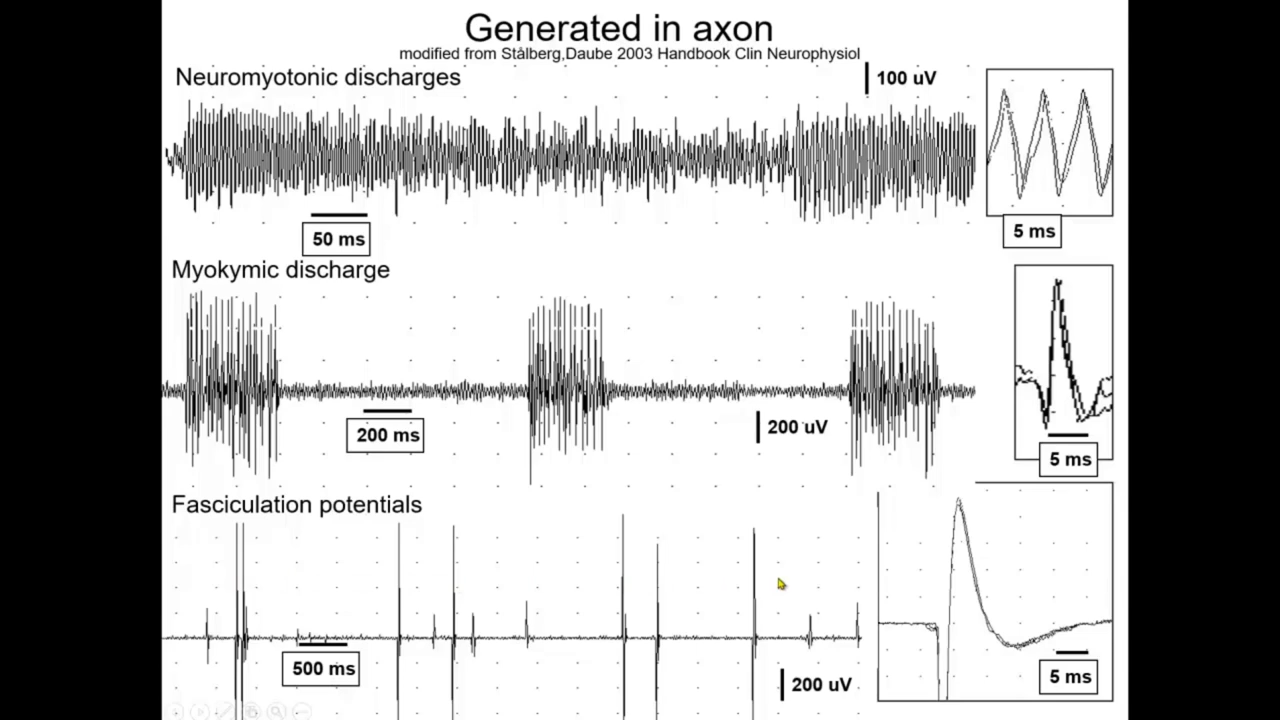 Generated in axon
modified from Stålberg,Daube 2003 Handbook Clin Neurophysiol
Neuromyotonic discharges
100 uV
50 ms
5 ms
Myokymic discharge
200 ms
200 uV
5 ms
Fasciculation potentials
500 ms
200 uV
5 ms